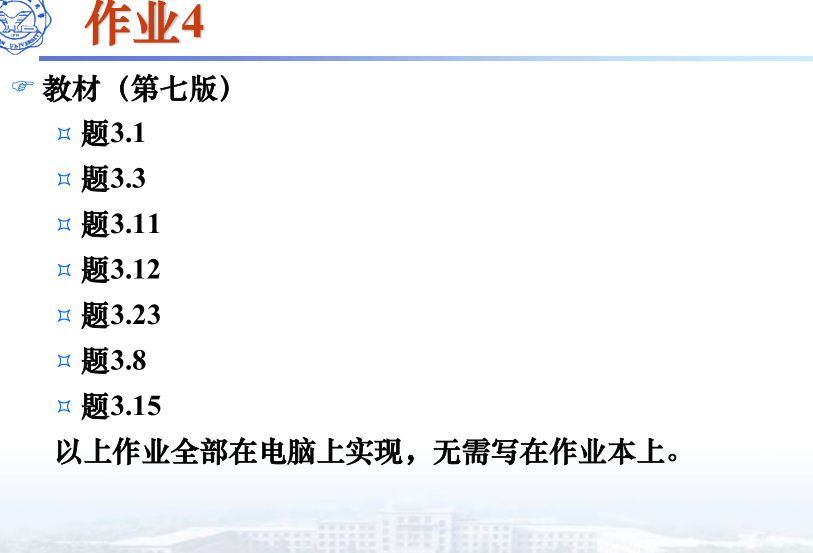 作业4
教材（第七版）
题3.1
题3.3
题3.11
题3.12
题3.23
题3.8
题3.15
以上作业全部在电脑上实现，无需写在作业本上。